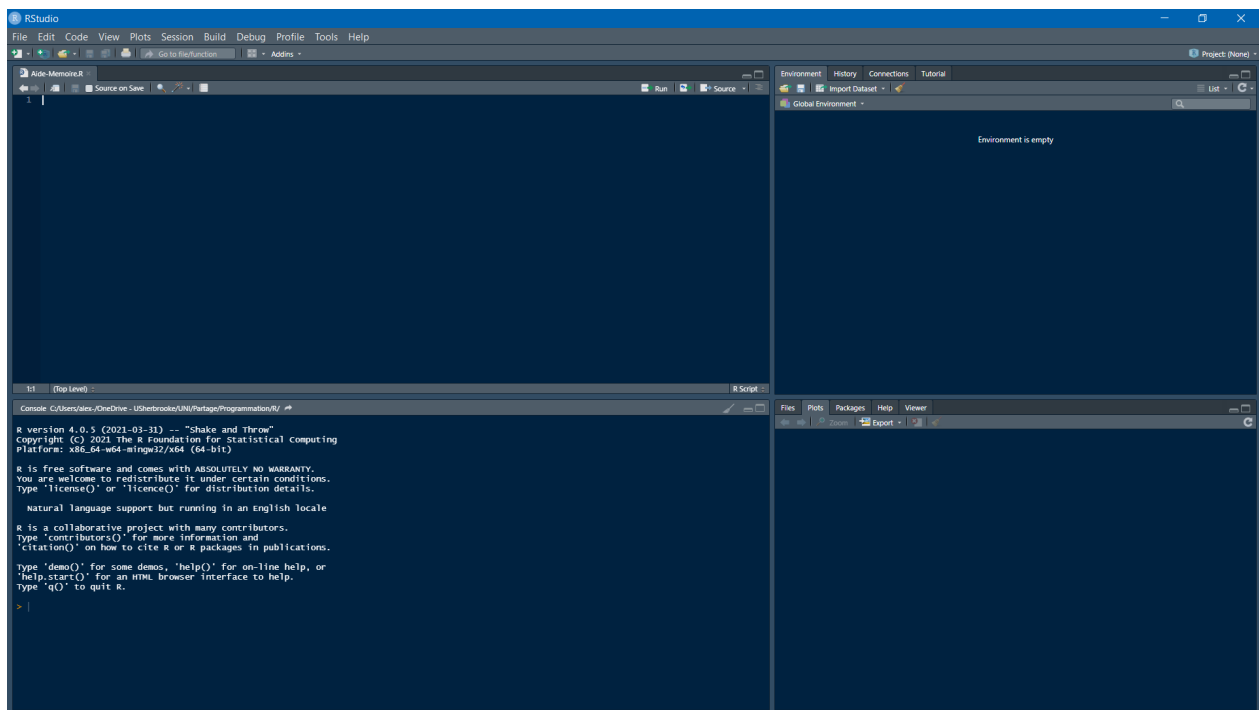 RStudio
File Edit Code View Plots Session Build Debug Profile Tools Help
Go to file/function Addins Project: (None)
Aide-Memoire.R
Source on Save Run Source
1
1:1 (Top Level) R Script
Environment History Connections Tutorial
Import Dataset List
Global Environment
Environment is empty
Console C:/Users/alex-/OneDrive - USherbrooke/UNI/Partage/Programmation/R/
R version 4.0.5 (2021-03-31) -- "Shake and Throw"
Copyright (C) 2021 The R Foundation for Statistical Computing
Platform: x86_64-w64-mingw32/x64 (64-bit)
R is free software and comes with ABSOLUTELY NO WARRANTY.
You are welcome to redistribute it under certain conditions.
Type 'license()' or 'licence()' for distribution details.
Natural language support but running in an English locale
R is a collaborative project with many contributors.
Type 'contributors()' for more information and
'citation()' on how to cite R or R packages in publications.
Type 'demo()' for some demos, 'help()' for on-line help, or
'help.start()' for an HTML browser interface to help.
Type 'q()' to quit R.
>
Files Plots Packages Help Viewer
Zoom Export